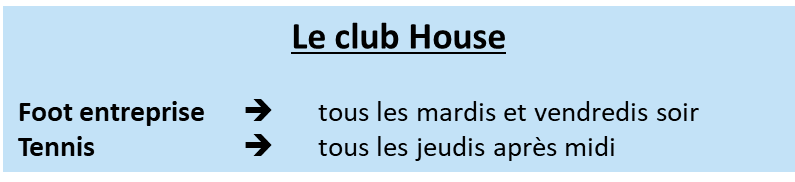 Le club House
Foot entreprise ➔ tous les mardis et vendredis soir
Tennis ➔ tous les jeudis après midi